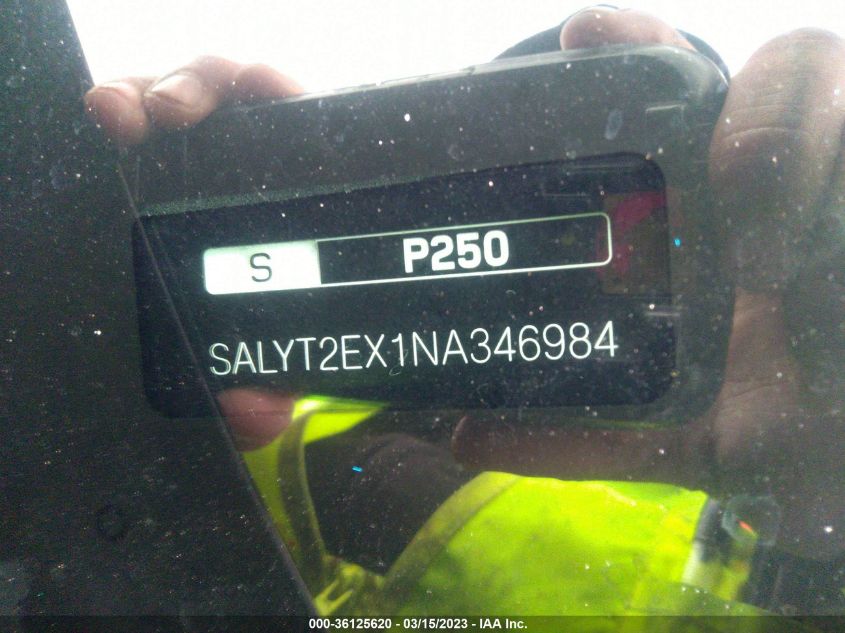 S P250
SALYT2EX1NA346984
000-36125620 - 03/15/2023 - IAA Inc.